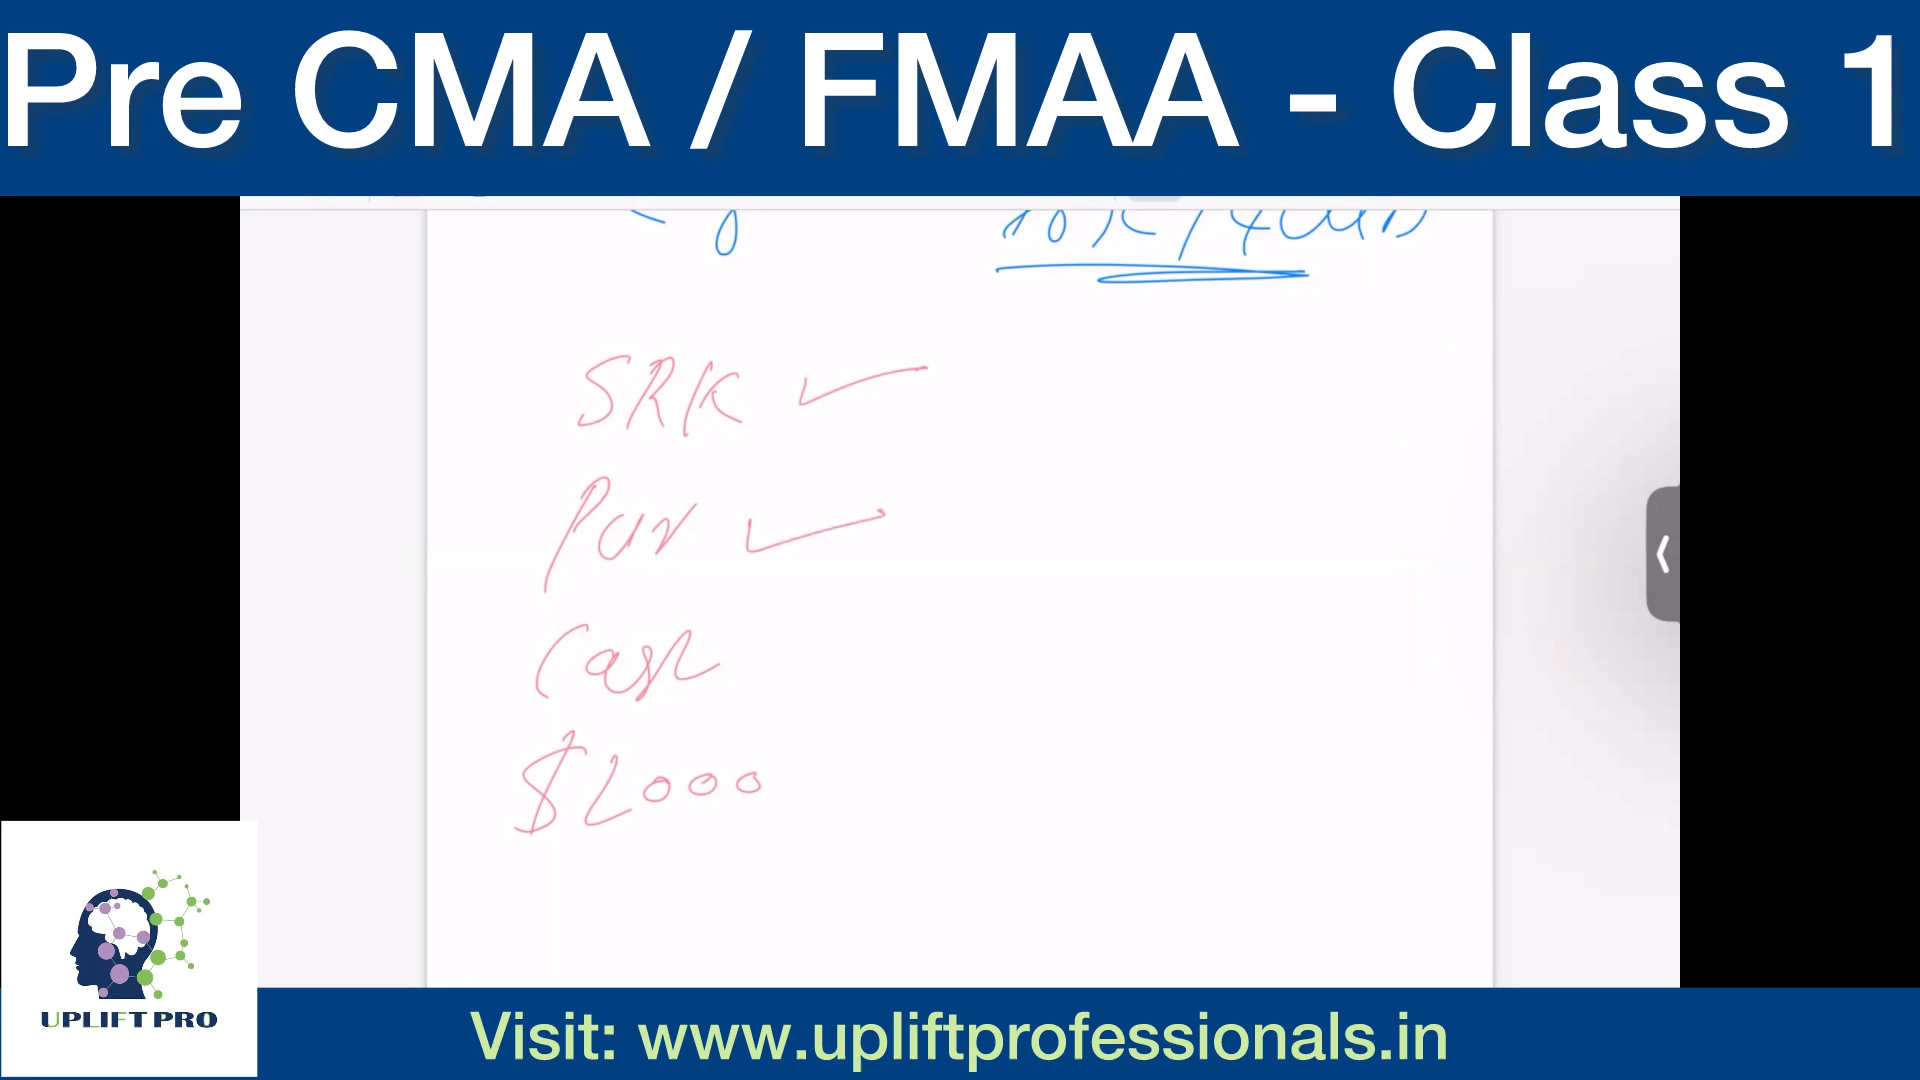 Pre CMA / FMAA - Class 1
SRK ✓
Pur ✓
Cash
$2000
UPLIFT PRO
Visit: www.upliftprofessionals.in